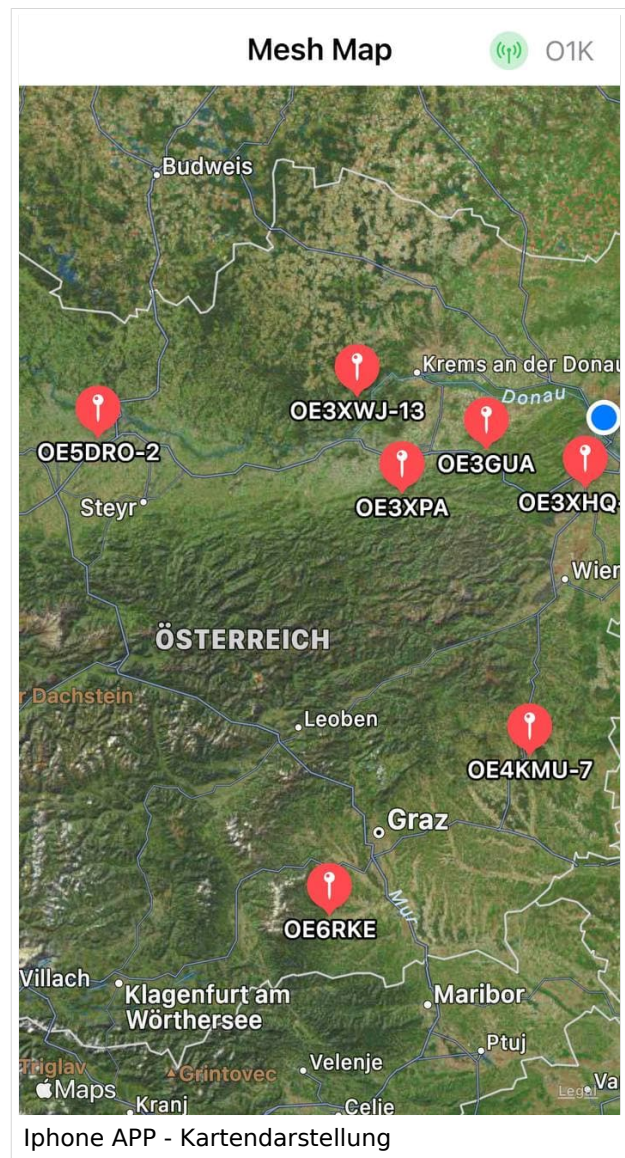 Mesh Map
O1K
Budweis
Krems an der Donau
Donau
OE3XWJ-13
OE5DRO-2
OE3GUA
OE3XPA
OE3XHQ-
Steyr
Wien
ÖSTERREICH
r Dachstein
Leoben
OE4KMU-7
Graz
OE6RKE
Mur
Villach
Klagenfurt am
Wörthersee
Maribor
Ptuj
Triglav
Grintovec
Velenje
Maps
Legal
Va
Kranj
Celje
Iphone APP - Kartendarstellung